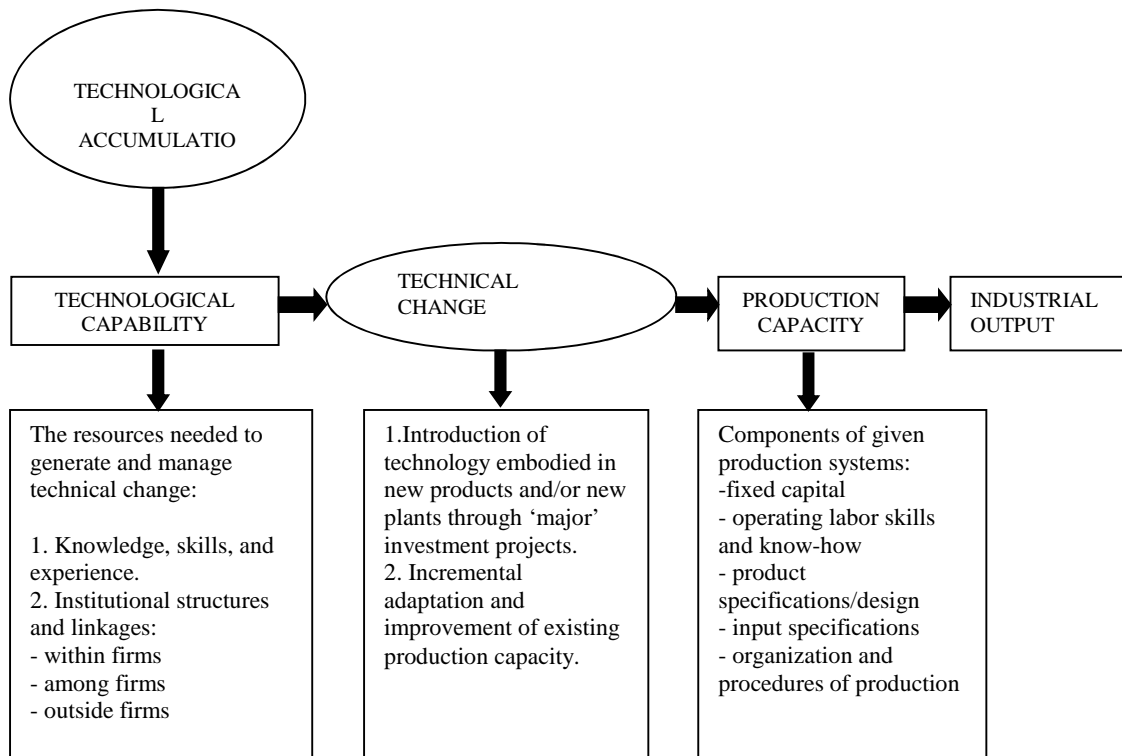 TECHNOLOGICA
L
ACCUMULATIO
TECHNOLOGICAL
CAPABILITY
TECHNICAL
CHANGE
PRODUCTION
CAPACITY
INDUSTRIAL
OUTPUT
The resources needed to
generate and manage
technical change:
1. Knowledge, skills, and
experience.
2. Institutional structures
and linkages:
- within firms
- among firms
- outside firms
1.Introduction of
technology embodied in
new products and/or new
plants through ‘major’
investment projects.
2. Incremental
adaptation and
improvement of existing
production capacity.
Components of given
production systems:
-fixed capital
- operating labor skills
and know-how
- product
specifications/design
- input specifications
- organization and
procedures of production